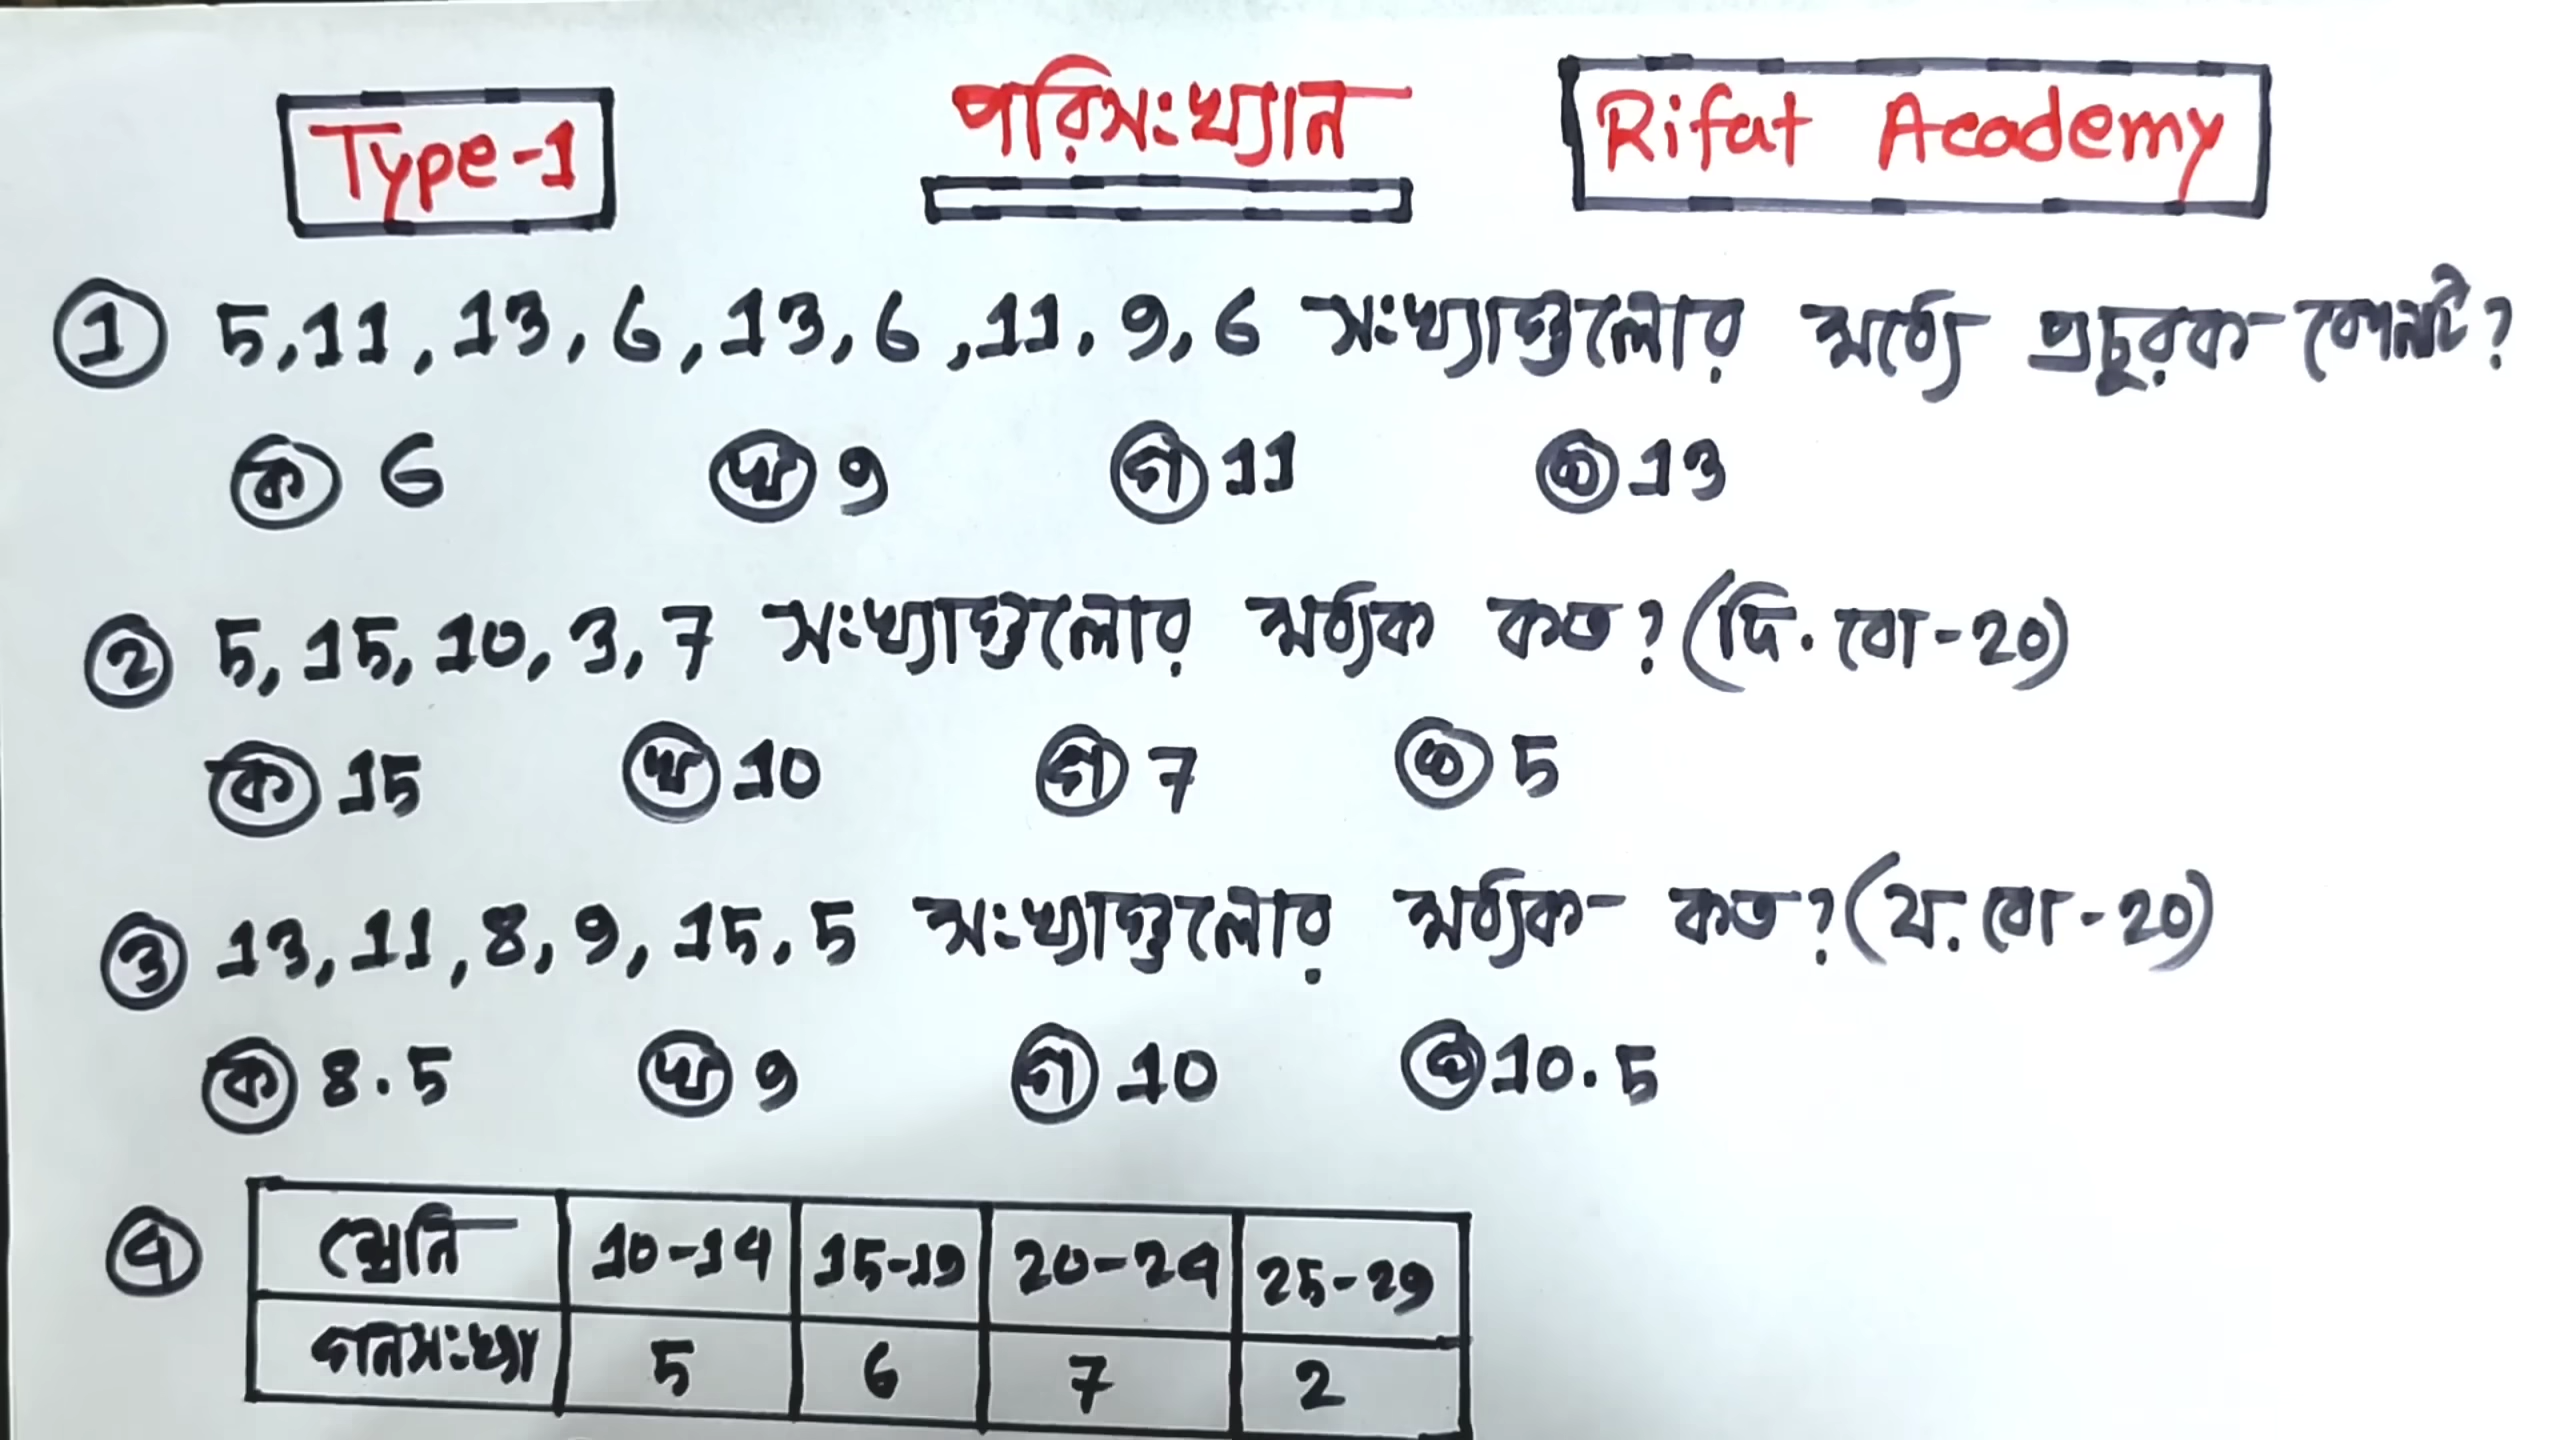 Type-1
পরিসংখ্যান
Rifat Academy
① 5, 11, 13, 6, 13, 6, 11, 9, 6 সংখ্যাগুলোর মধ্যে প্রচুরক কোনটি?
ক 6 খ 9 গ 11 ঘ 13
② 5, 15, 10, 3, 7 সংখ্যাগুলোর মধ্যক কত? (দি. বো-20)
ক 15 খ 10 গ 7 ঘ 5
③ 13, 11, 8, 9, 15, 5 সংখ্যাগুলোর মধ্যক কত? (য. বো-20)
ক 8.5 খ 9 গ 10 ঘ 10.5
④ শ্রেনি 10-14 15-19 20-24 25-29
গনসংখ্যা 5 6 7 2